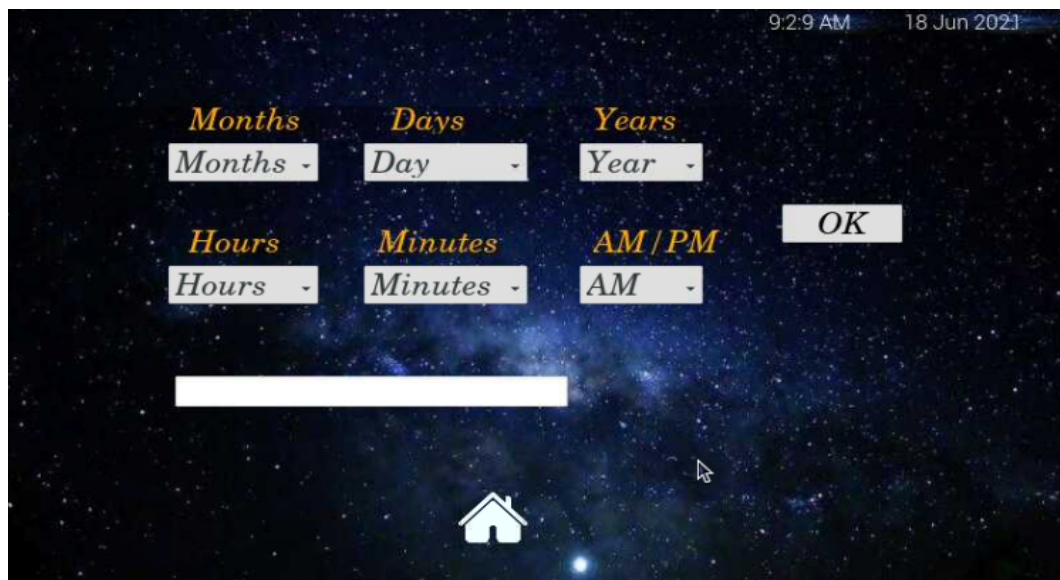 9:2:9 AM 18 Jun 2021
Months Days Years
Months Day Year
OK
Hours Minutes AM/PM
Hours Minutes AM